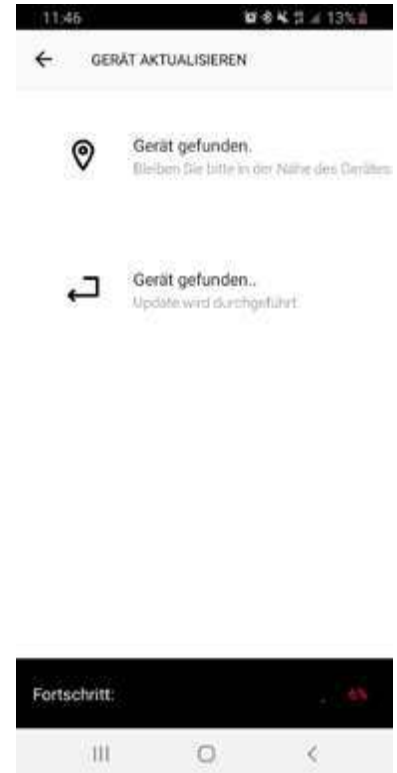 11:46
13%
GERÄT AKTUALISIEREN
Gerät gefunden.
Bleiben Sie bitte in der Nähe des Gerätes
Gerät gefunden..
Update wird durchgeführt
Fortschritt:
6%